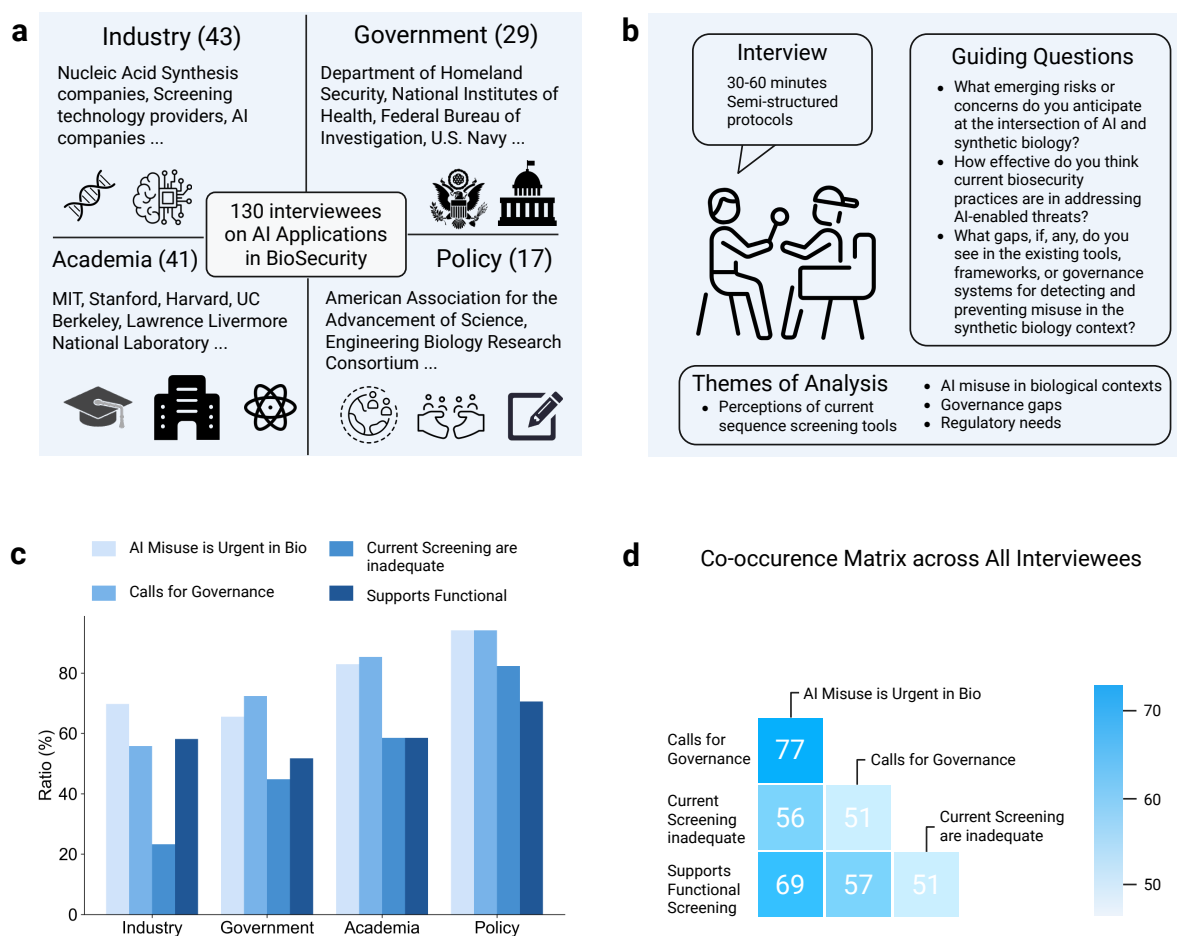 a
Industry (43)
Nucleic Acid Synthesis
companies, Screening
technology providers, AI
companies ...
Government (29)
Department of Homeland
Security, National Institutes of
Health, Federal Bureau of
Investigation, U.S. Navy ...
130 interviewees
on AI Applications
in BioSecurity
Academia (41)
MIT, Stanford, Harvard, UC
Berkeley, Lawrence Livermore
National Laboratory ...
Policy (17)
American Association for the
Advancement of Science,
Engineering Biology Research
Consortium ...
b
Interview
30-60 minutes
Semi-structured
protocols
Guiding Questions
• What emerging risks or
concerns do you anticipate
at the intersection of AI and
synthetic biology?
• How effective do you think
current biosecurity
practices are in addressing
AI-enabled threats?
• What gaps, if, any, do you
see in the existing tools,
frameworks, or governance
systems for detecting and
preventing misuse in the
synthetic biology context?
Themes of Analysis
• Perceptions of current
sequence screening tools
• AI misuse in biological contexts
• Governance gaps
• Regulatory needs
c
AI Misuse is Urgent in Bio
Calls for Governance
Current Screening are
inadequate
Supports Functional
Ratio (%)
80
60
40
20
0
Industry
Government
Academia
Policy
d
Co-occurence Matrix across All Interviewees
AI Misuse is Urgent in Bio
Calls for
Governance
77
Calls for Governance
Current
Screening
inadequate
56
51
Current Screening
are inadequate
Supports
Functional
Screening
69
57
51
70
60
50